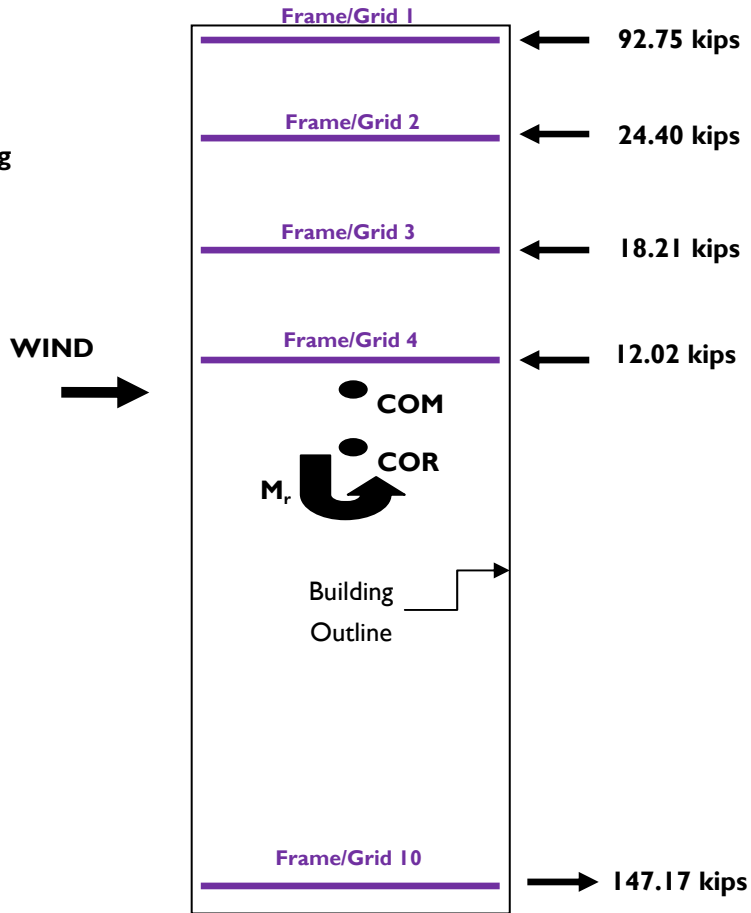 Frame/Grid 1
92.75 kips
Frame/Grid 2
24.40 kips
Frame/Grid 3
18.21 kips
WIND
Frame/Grid 4
12.02 kips
COM
COR
Mr
Building
Outline
Frame/Grid 10
147.17 kips